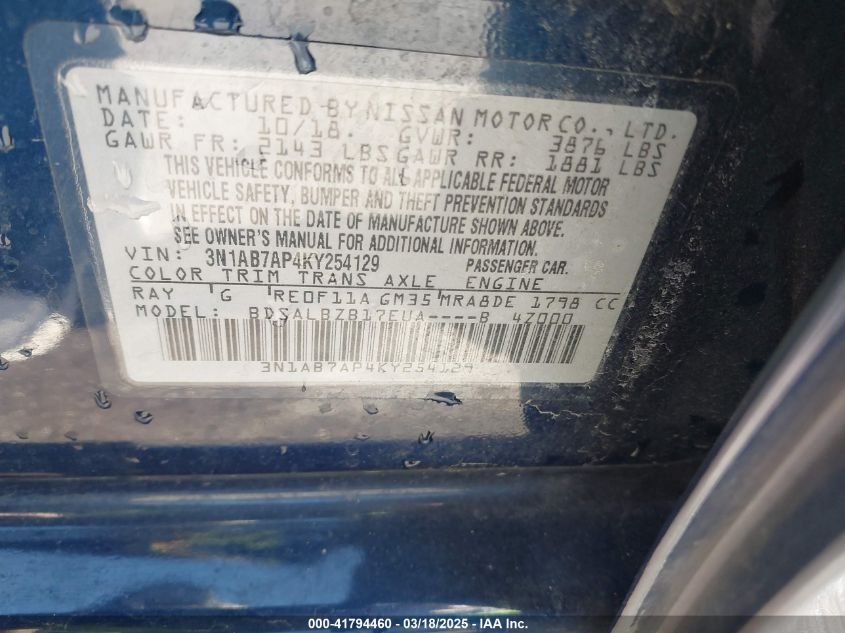 MANUFACTURED BY NISSAN MOTOR CO., LTD.
DATE: 10/18. GVWR: 3876 LBS
GAWR FR: 2143 LBS GAWR RR: 1881 LBS
THIS VEHICLE CONFORMS TO ALL APPLICABLE FEDERAL MOTOR
VEHICLE SAFETY, BUMPER AND THEFT PREVENTION STANDARDS
IN EFFECT ON THE DATE OF MANUFACTURE SHOWN ABOVE.
SEE OWNER'S MANUAL FOR ADDITIONAL INFORMATION.
VIN: 3N1AB7AP4KY254129 PASSENGER CAR.
COLOR TRIM TRANS AXLE ENGINE
RAY 'G 'RE0F11A GM35 MRA8DE 1798 CC
MODEL: BDSALBZB17EUA----B 4Z000
3N1AB7AP4KY254129
000-41794460 - 03/18/2025 - IAA Inc.